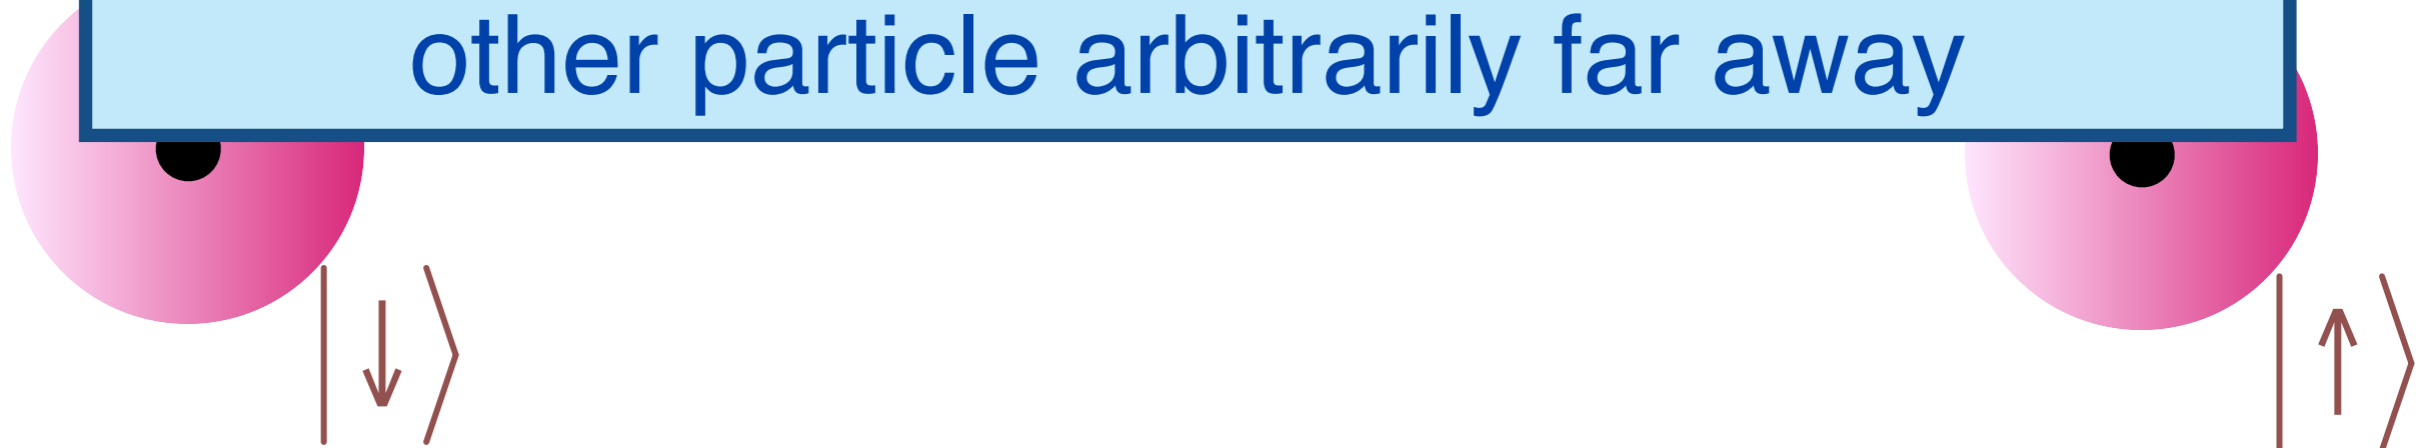 other particle arbitrarily far away
|↓⟩ |↑⟩